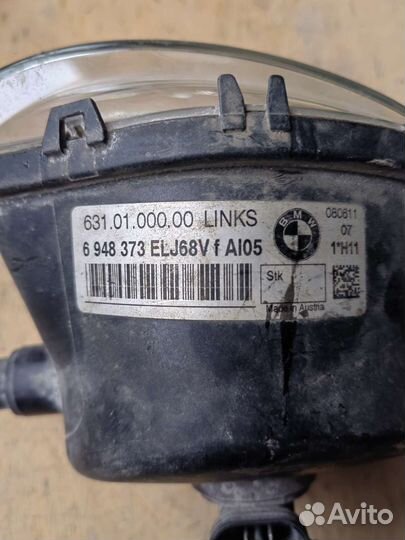 631.01.000.00 LINKS
6 948 373 ELJ68V f AI05
BMW
080611
07
1*H11
Stk
Made in Austria
Avito